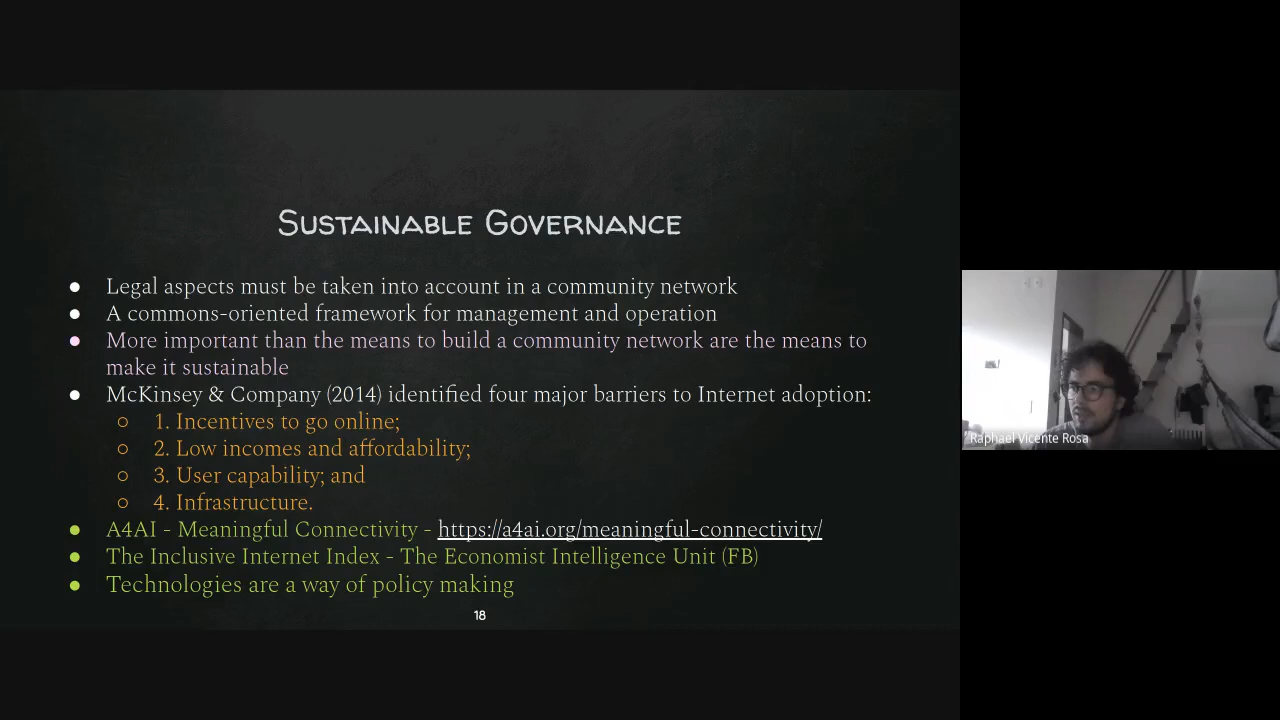 Sustainable Governance
● Legal aspects must be taken into account in a community network
● A commons-oriented framework for management and operation
● More important than the means to build a community network are the means to
make it sustainable
● McKinsey & Company (2014) identified four major barriers to Internet adoption:
○ 1. Incentives to go online;
○ 2. Low incomes and affordability;
○ 3. User capability; and
○ 4. Infrastructure.
● A4AI - Meaningful Connectivity - https://a4ai.org/meaningful-connectivity/
● The Inclusive Internet Index - The Economist Intelligence Unit (FB)
● Technologies are a way of policy making
18
Raphael Vicente Rosa